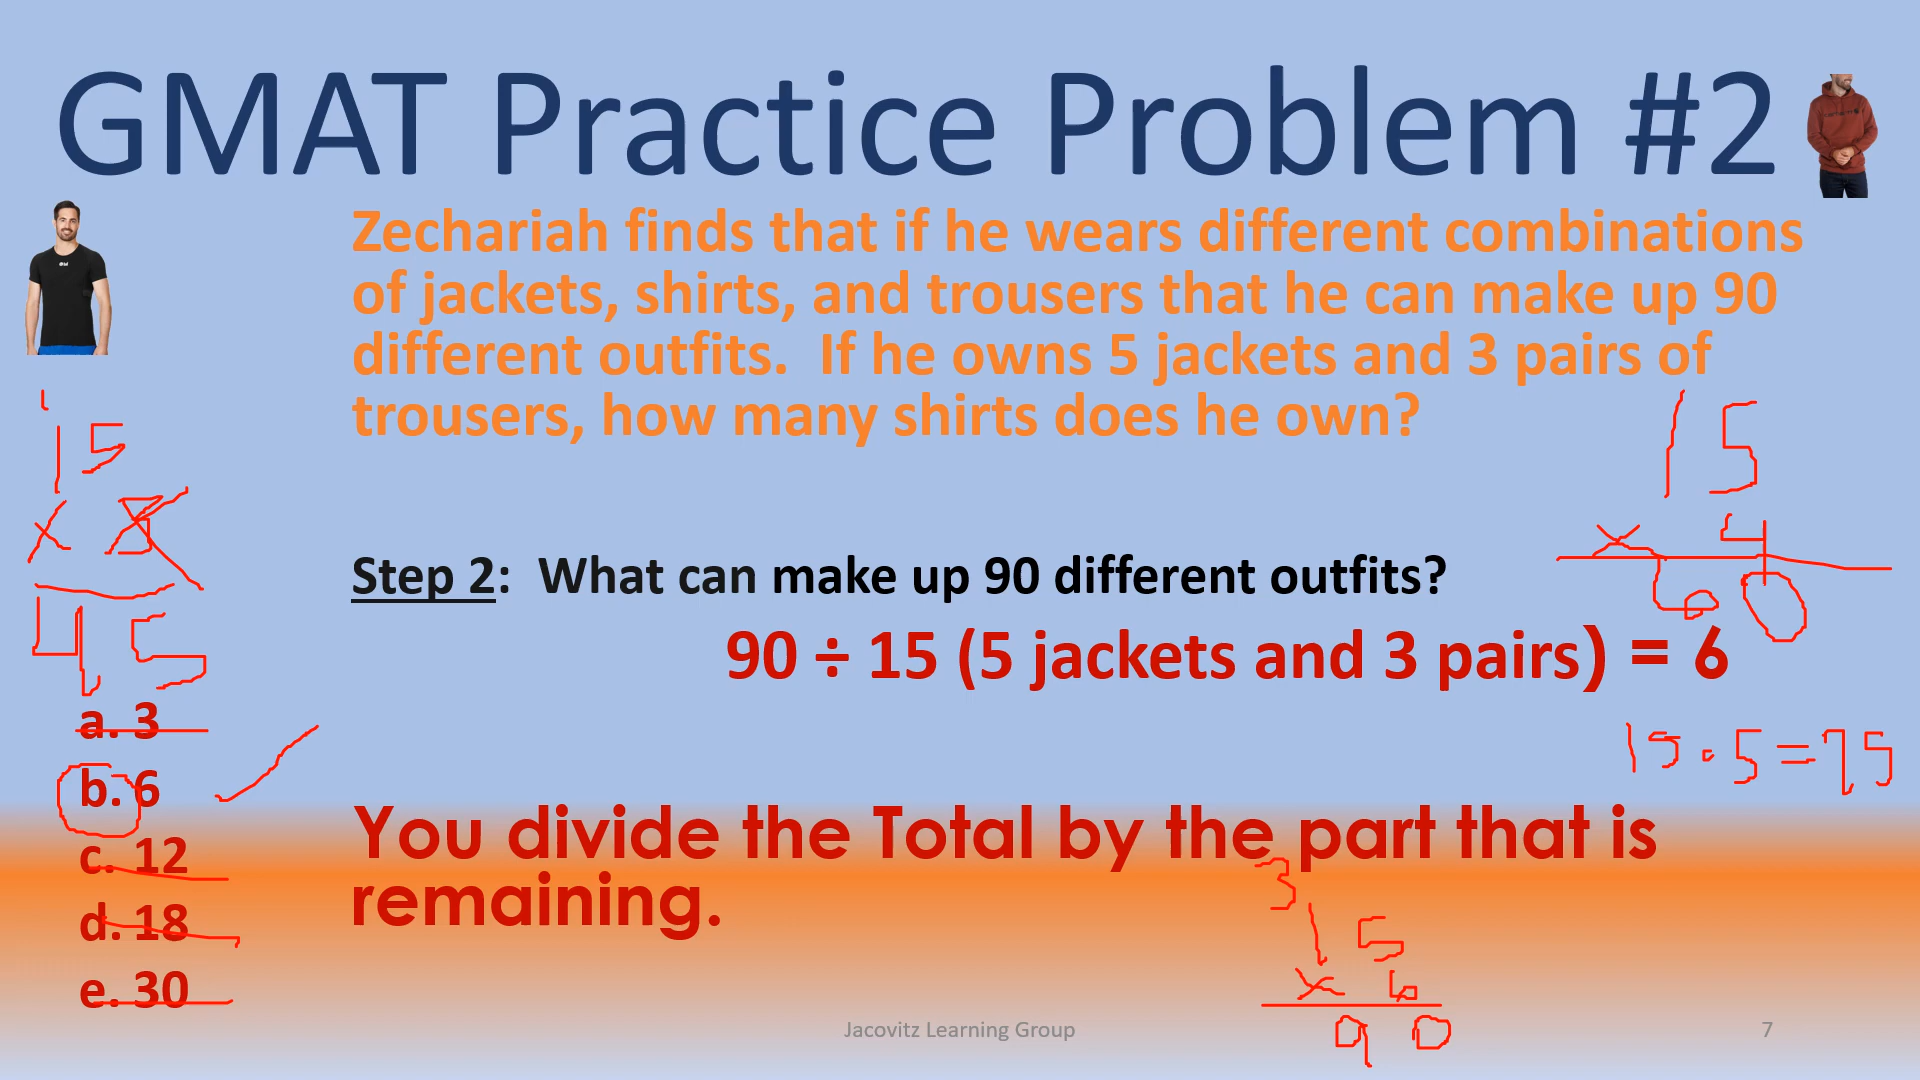 GMAT Practice Problem #2
Zechariah finds that if he wears different combinations
of jackets, shirts, and trousers that he can make up 90
different outfits. If he owns 5 jackets and 3 pairs of
trousers, how many shirts does he own?
15
15
x 4
60
45
Step 2: What can make up 90 different outfits?
90 ÷ 15 (5 jackets and 3 pairs) = 6
a. 3
b. 6
c. 12
d. 18
e. 30
15 . 5 = 75
You divide the Total by the part that is
remaining.
3
15
x 6
90
Jacovitz Learning Group
7